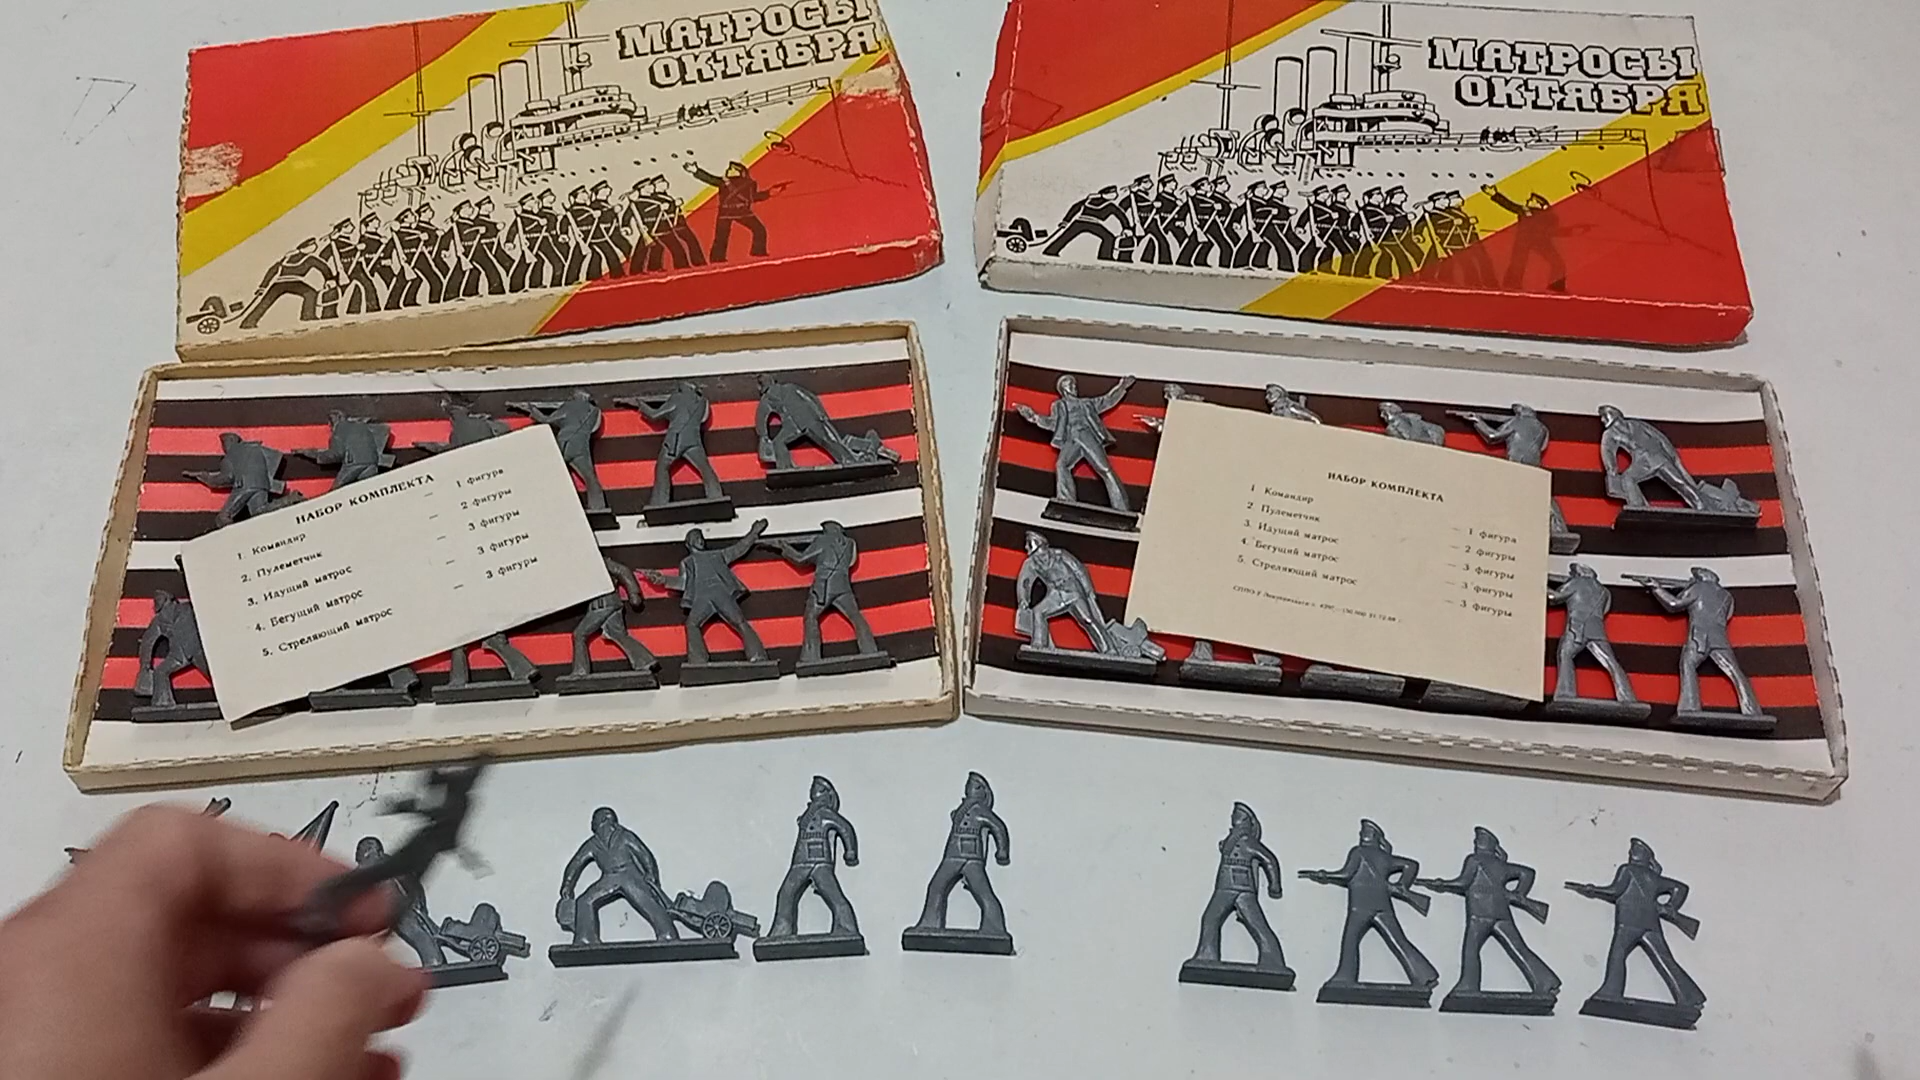 МАТРОСЫ
ОКТЯБРЯ
МАТРОСЫ
ОКТЯБРЯ
НАБОР КОМПЛЕКТА
1. Командир — 1 фигура
2. Пулеметчик — 2 фигуры
3. Идущий матрос — 3 фигуры
4. Бегущий матрос — 3 фигуры
5. Стреляющий матрос — 3 фигуры
НАБОР КОМПЛЕКТА
1 Командир — 1 фигура
2. Пулеметчик — 2 фигуры
3. Идущий матрос — 3 фигуры
4. Бегущий матрос — 3 фигуры
5. Стреляющий матрос — 3 фигуры